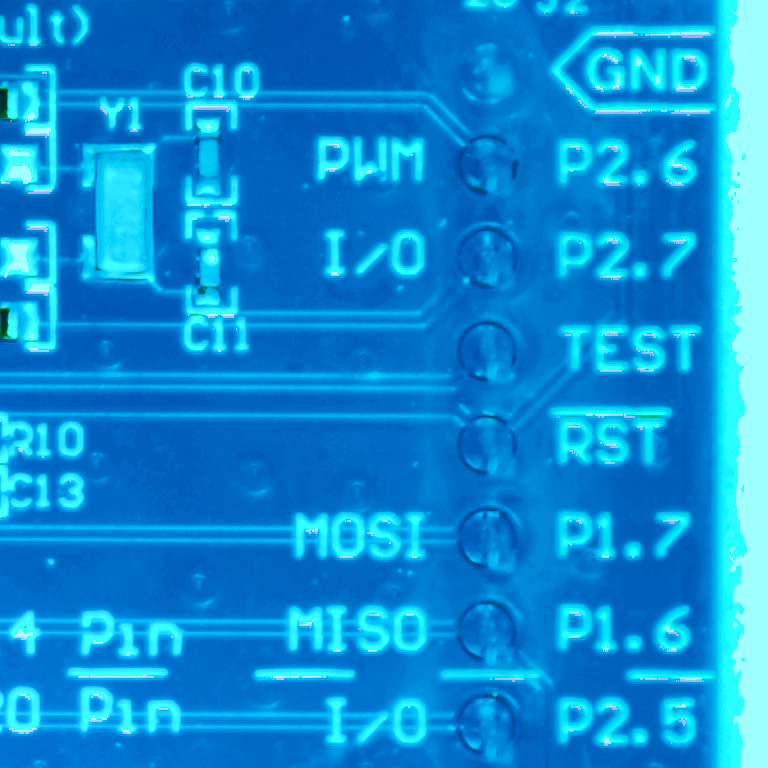 ult)
GND
C10
Y1
PWM P2.6
I/O P2.7
C11
TEST
R10
RST
C13
MOSI P1.7
4 Pin MISO P1.6
20 Pin I/O P2.5